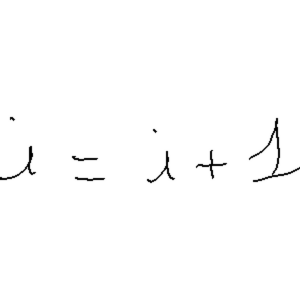 i = i + 1